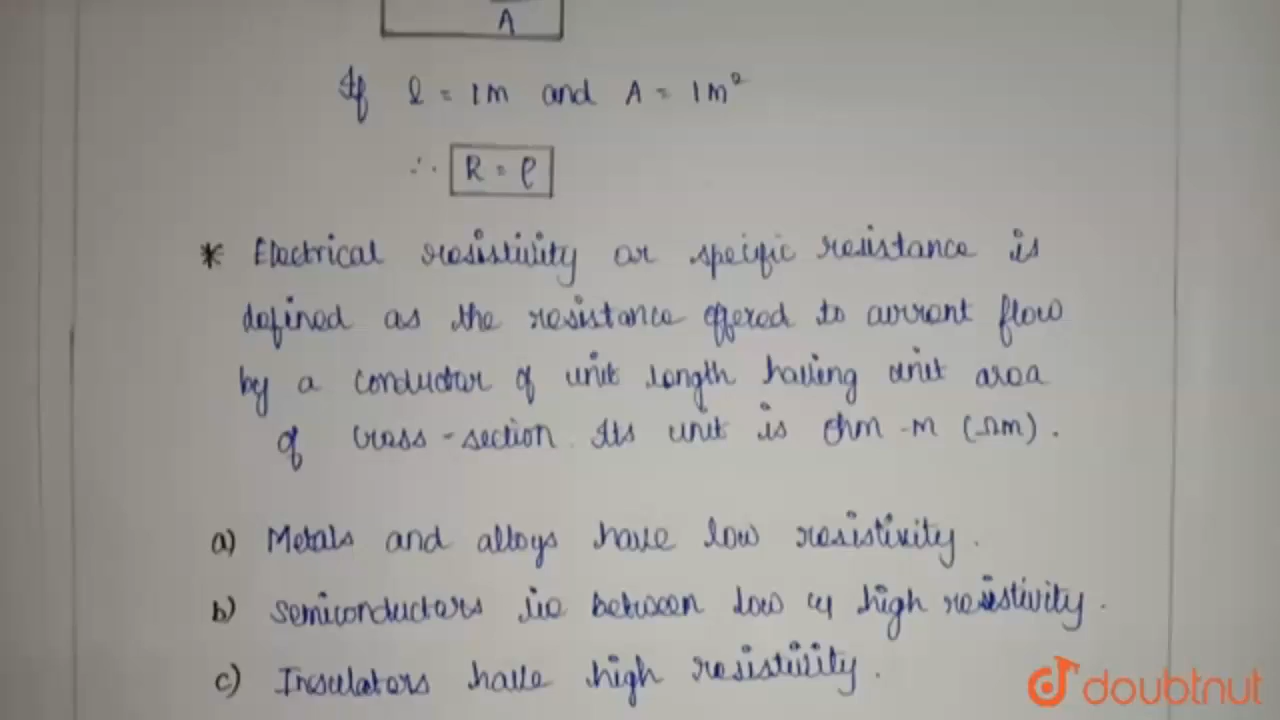 A
If l = 1m and A = 1m²
∴ R = ρ
* Electrical resistivity or specific resistance is
defined as the resistance offered to current flow
by a conductor of unit length having unit area
of cross-section. Its unit is ohm-m (Ωm).
a) Metals and alloys have low resistivity.
b) Semiconductors lie between low & high resistivity.
c) Insulators have high resistivity.
doubtnut